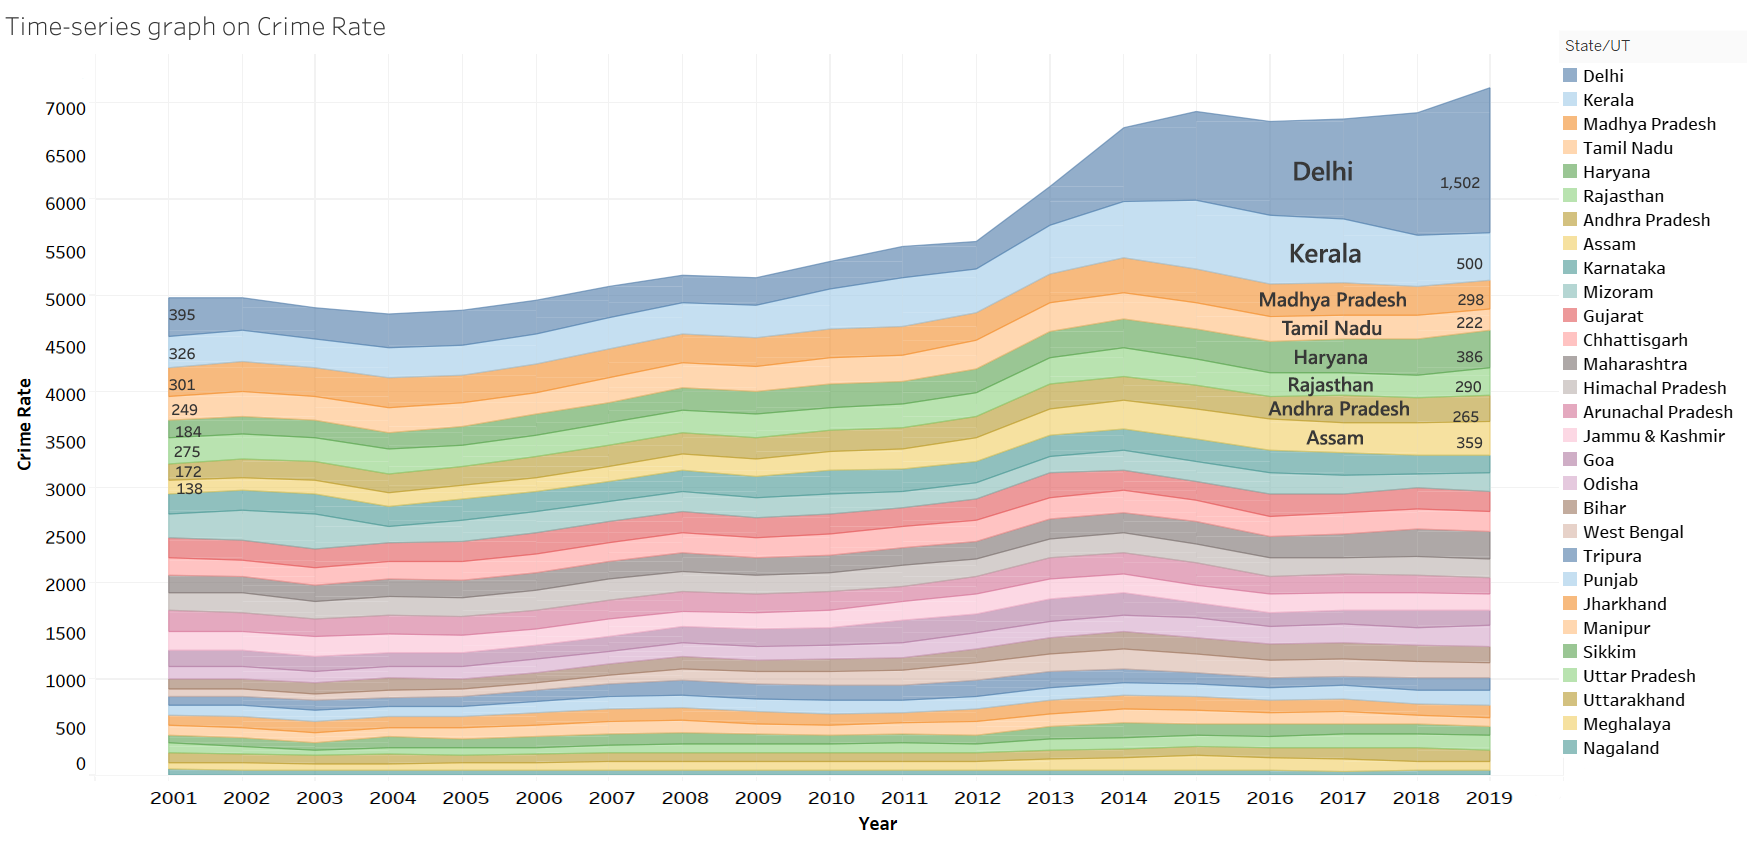 Time-series graph on Crime Rate
State/UT
Delhi
Kerala
Madhya Pradesh
Tamil Nadu
Haryana
Rajasthan
Andhra Pradesh
Assam
Karnataka
Mizoram
Gujarat
Chhattisgarh
Maharashtra
Himachal Pradesh
Arunachal Pradesh
Jammu & Kashmir
Goa
Odisha
Bihar
West Bengal
Tripura
Punjab
Jharkhand
Manipur
Sikkim
Uttar Pradesh
Uttarakhand
Meghalaya
Nagaland
7000
6500
6000
5500
5000
4500
4000
3500
3000
2500
2000
1500
1000
500
0
Crime Rate
395
326
301
249
184
275
172
138
Delhi
Kerala
Madhya Pradesh
Tamil Nadu
Haryana
Rajasthan
Andhra Pradesh
Assam
1,502
500
298
222
386
290
265
359
2001 2002 2003 2004 2005 2006 2007 2008 2009 2010 2011 2012 2013 2014 2015 2016 2017 2018 2019
Year